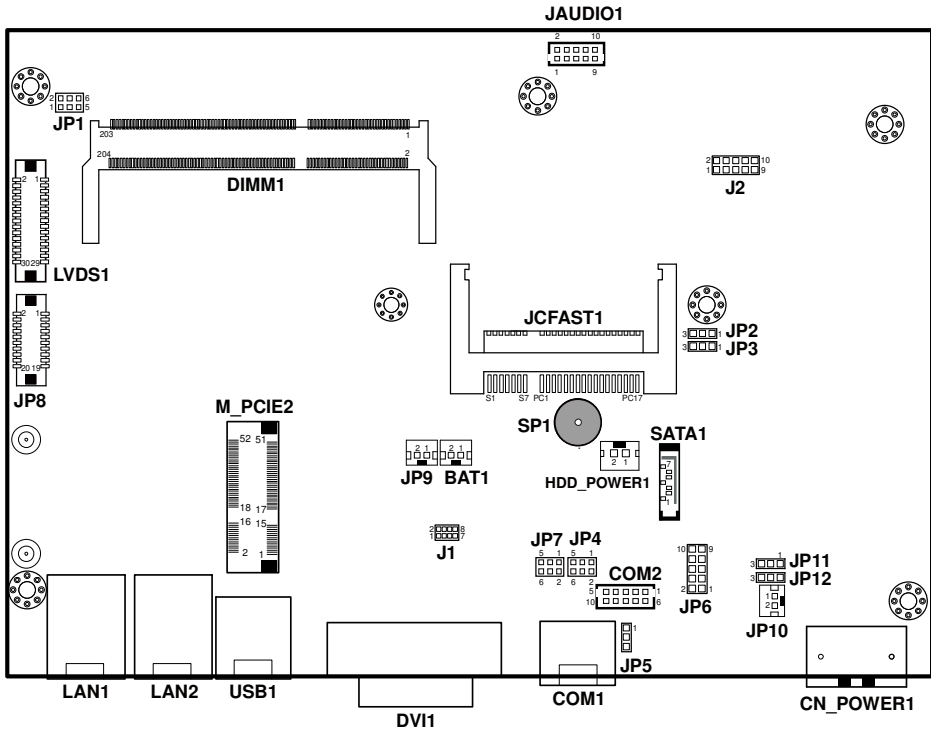 JAUDIO1
2 10
1 9
2 6
1 5
JP1
203 1
204 2
DIMM1
2 10
1 9
J2
2 1
30 29
LVDS1
JCFAST1
3 1 JP2
3 1 JP3
2 1
20 19
JP8
S1 S7 PC1 PC17
M_PCIE2
SP1
SATA1
52 51
2 1
2 1
2 1
7
JP9 BAT1
HDD_POWER1
1
18 17
16 15
2 8
1 7
J1
2 1
JP7 JP4
5 1
5 1
6 2
6 2
COM2
5 1
10 6
10 9
2 1
JP6
1
3 JP11
3 JP12
1
2
JP10
1
JP5
LAN1 LAN2 USB1
DVI1
COM1
CN_POWER1